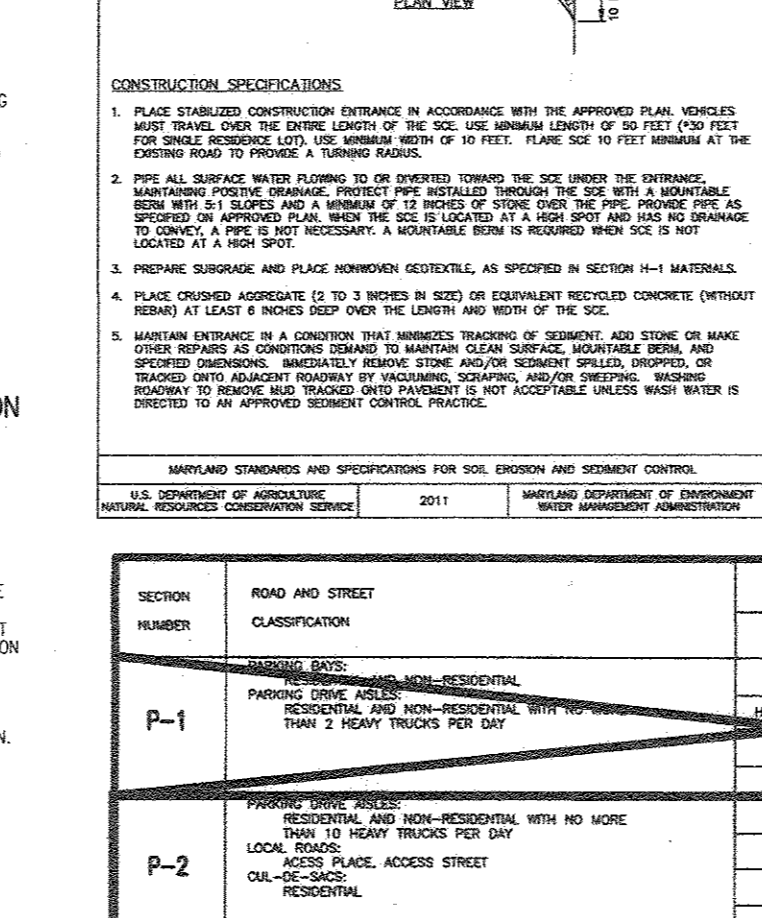 PLAN VIEW
10
CONSTRUCTION SPECIFICATIONS
1. PLACE STABILIZED CONSTRUCTION ENTRANCE IN ACCORDANCE WITH THE APPROVED PLAN. VEHICLES
MUST TRAVEL OVER THE ENTIRE LENGTH OF THE SCE. USE MINIMUM LENGTH OF 50 FEET (*30 FEET
FOR SINGLE RESIDENCE LOT). USE MINIMUM WIDTH OF 10 FEET. FLARE SCE 10 FEET MINIMUM AT THE
EXISTING ROAD TO PROVIDE A TURNING RADIUS.
2. PIPE ALL SURFACE WATER FLOWING TO OR DIVERTED TOWARD THE SCE UNDER THE ENTRANCE,
MAINTAINING POSITIVE DRAINAGE. PROTECT PIPE INSTALLED THROUGH THE SCE WITH A MOUNTABLE
BERM WITH 5:1 SLOPES AND A MINIMUM OF 12 INCHES OF STONE OVER THE PIPE. PROVIDE PIPE AS
SPECIFIED ON APPROVED PLAN. WHEN THE SCE IS LOCATED AT A HIGH SPOT AND HAS NO DRAINAGE
TO CONVEY, A PIPE IS NOT NECESSARY. A MOUNTABLE BERM IS REQUIRED WHEN SCE IS NOT
LOCATED AT A HIGH SPOT.
3. PREPARE SUBGRADE AND PLACE NONWOVEN GEOTEXTILE, AS SPECIFIED IN SECTION H-1 MATERIALS.
4. PLACE CRUSHED AGGREGATE (2 TO 3 INCHES IN SIZE) OR EQUIVALENT RECYCLED CONCRETE (WITHOUT
REBAR) AT LEAST 6 INCHES DEEP OVER THE LENGTH AND WIDTH OF THE SCE.
5. MAINTAIN ENTRANCE IN A CONDITION THAT MINIMIZES TRACKING OF SEDIMENT. ADD STONE OR MAKE
OTHER REPAIRS AS CONDITIONS DEMAND TO MAINTAIN CLEAN SURFACE, MOUNTABLE BERM, AND
SPECIFIED DIMENSIONS. IMMEDIATELY REMOVE STONE AND/OR SEDIMENT SPILLED, DROPPED, OR
TRACKED ONTO ADJACENT ROADWAY BY VACUUMING, SCRAPING, AND/OR SWEEPING. WASHING
ROADWAY TO REMOVE MUD TRACKED ONTO PAVEMENT IS NOT ACCEPTABLE UNLESS WASH WATER IS
DIRECTED TO AN APPROVED SEDIMENT CONTROL PRACTICE.
MARYLAND STANDARDS AND SPECIFICATIONS FOR SOIL EROSION AND SEDIMENT CONTROL
U.S. DEPARTMENT OF AGRICULTURE
NATURAL RESOURCES CONSERVATION SERVICE
2011
MARYLAND DEPARTMENT OF ENVIRONMENT
WATER MANAGEMENT ADMINISTRATION
SECTION
NUMBER
ROAD AND STREET
CLASSIFICATION
P-1
PARKING BAYS:
RESIDENTIAL AND NON-RESIDENTIAL
PARKING DRIVE AISLES:
RESIDENTIAL AND NON-RESIDENTIAL WITH NO
THAN 2 HEAVY TRUCKS PER DAY
P-2
PARKING DRIVE AISLES:
RESIDENTIAL AND NON-RESIDENTIAL WITH NO MORE
THAN 10 HEAVY TRUCKS PER DAY
LOCAL ROADS:
ACESS PLACE, ACCESS STREET
CUL-DE-SACS:
RESIDENTIAL